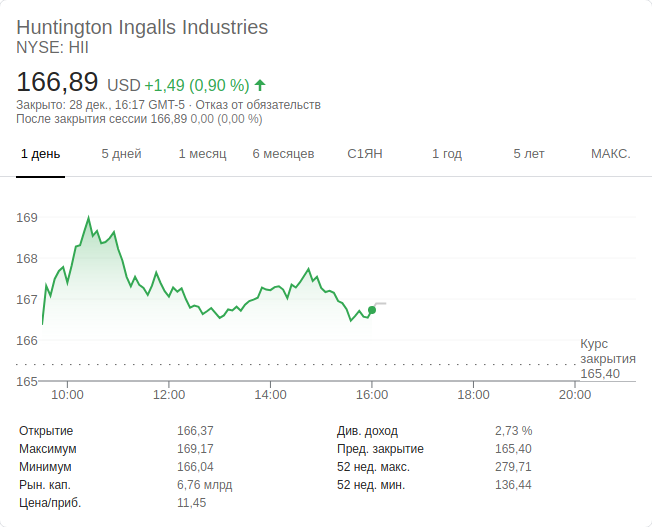 Huntington Ingalls Industries
NYSE: HII
166,89 USD +1,49 (0,90 %)
Закрыто: 28 дек., 16:17 GMT-5 · Отказ от обязательств
После закрытия сессии 166,89 0,00 (0,00 %)
1 день 5 дней 1 месяц 6 месяцев С1ЯН 1 год 5 лет МАКС.
169
168
167
166
165
Курс
закрытия
165,40
10:00 12:00 14:00 16:00 18:00 20:00
Открытие 166,37 Див. доход 2,73 %
Максимум 169,17 Пред. закрытие 165,40
Минимум 166,04 52 нед. макс. 279,71
Рын. кап. 6,76 млрд 52 нед. мин. 136,44
Цена/приб. 11,45